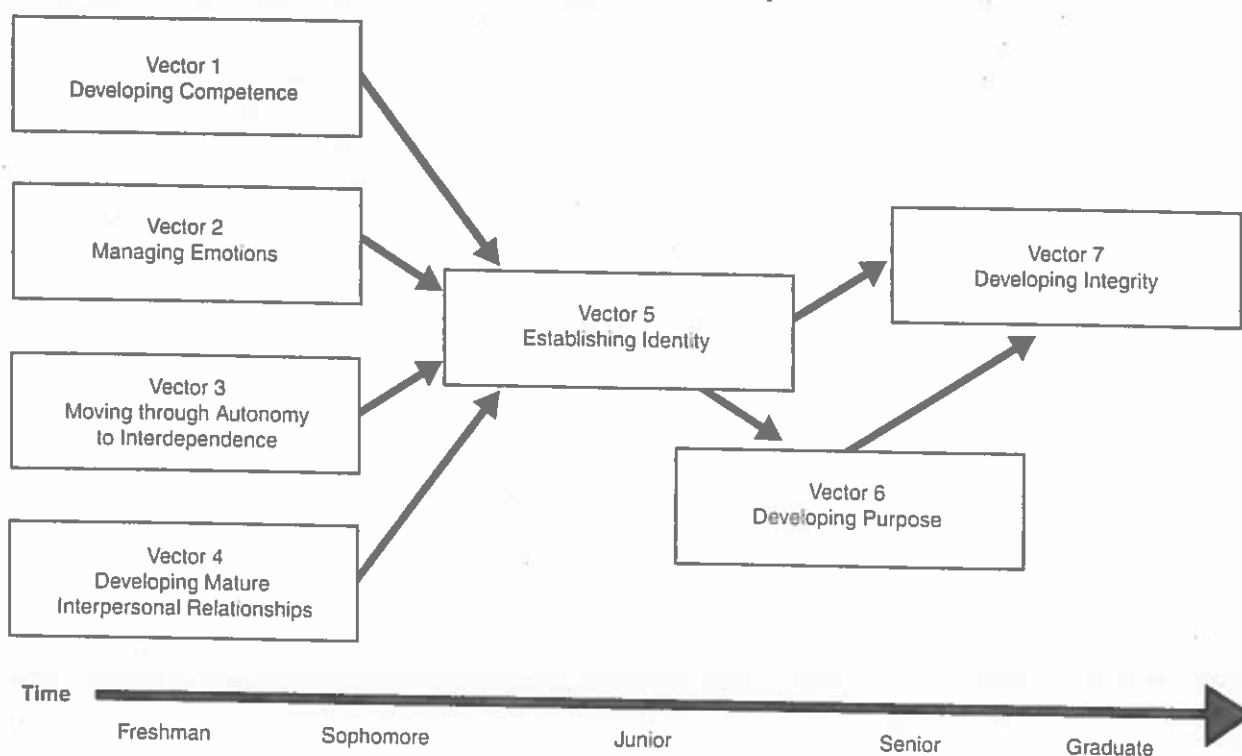 Vector 1
Developing Competence
Vector 2
Managing Emotions
Vector 3
Moving through Autonomy
to Interdependence
Vector 4
Developing Mature
Interpersonal Relationships
Vector 5
Establishing Identity
Vector 6
Developing Purpose
Vector 7
Developing Integrity
Time
Freshman
Sophomore
Junior
Senior
Graduate